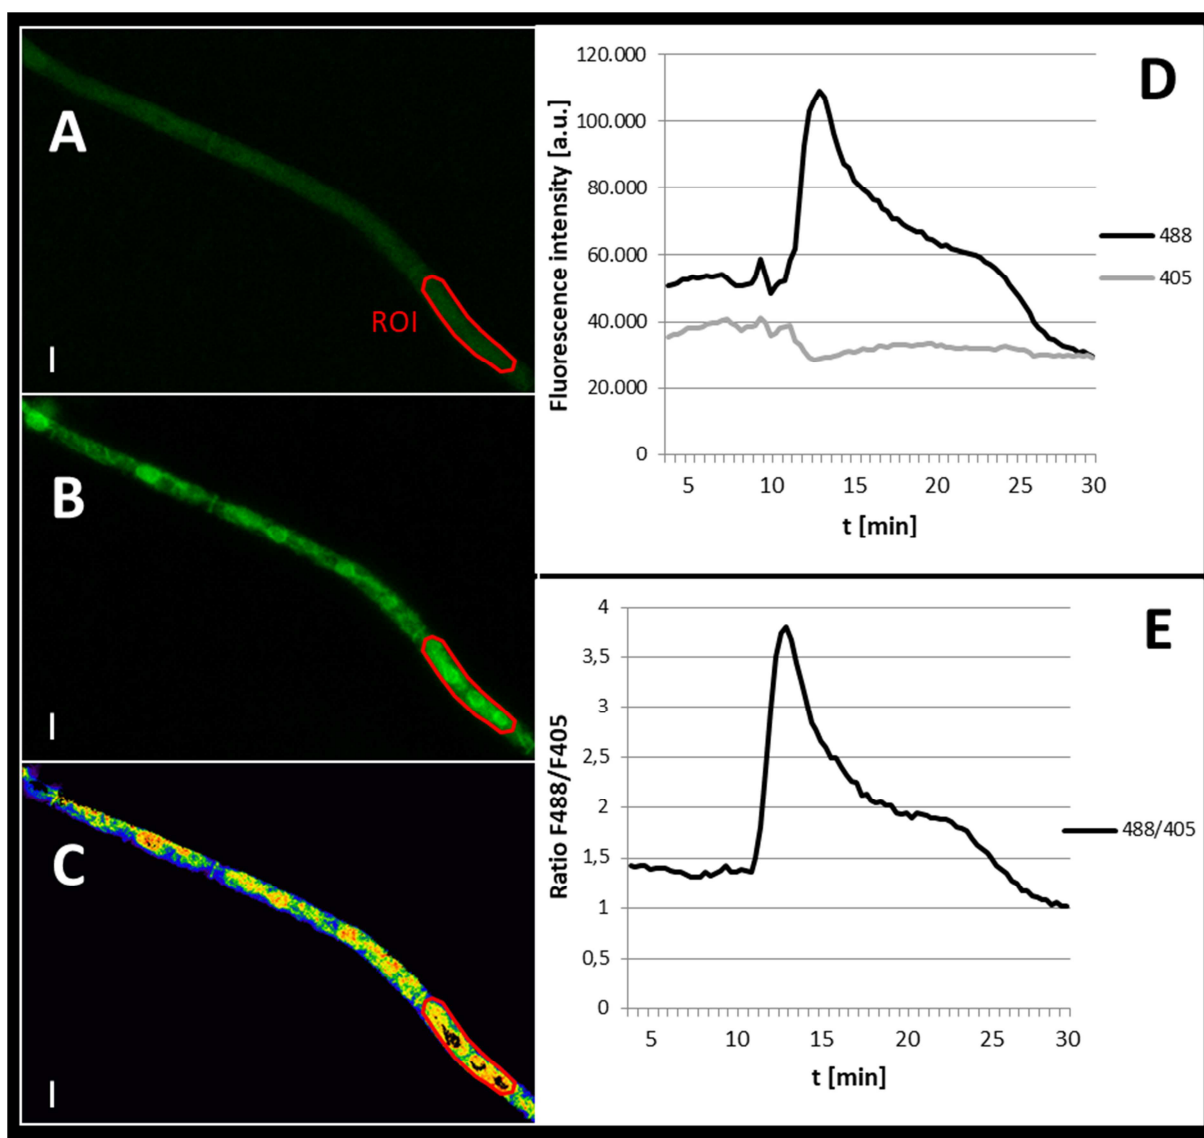 A
ROI
B
C
D
Fluorescence intensity [a.u.]
120.000
100.000
80.000
60.000
40.000
20.000
0
5 10 15 20 25 30
t [min]
488
405
E
Ratio F488/F405
4
3,5
3
2,5
2
1,5
1
0,5
0
5 10 15 20 25 30
t [min]
488/405